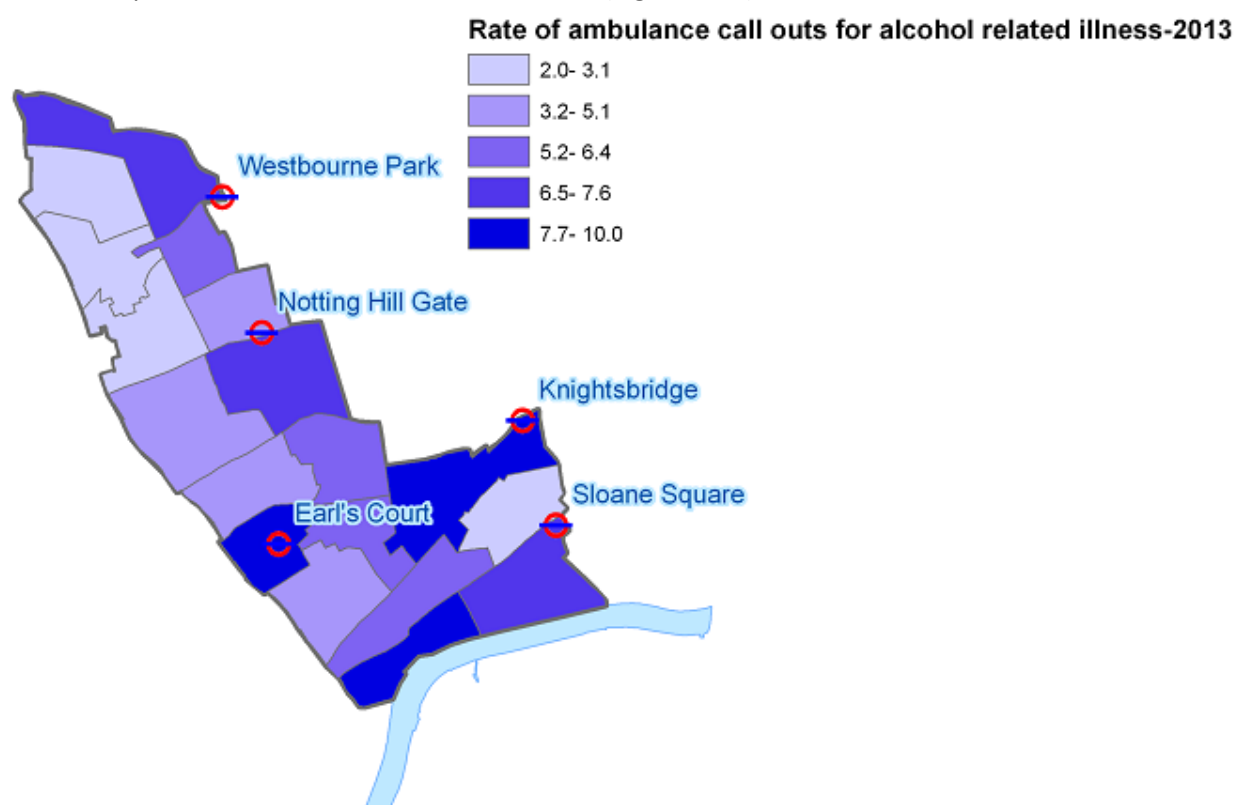 Rate of ambulance call outs for alcohol related illness-2013
2.0- 3.1
3.2- 5.1
5.2- 6.4
6.5- 7.6
7.7- 10.0
Westbourne Park
Notting Hill Gate
Knightsbridge
Sloane Square
Earl's Court